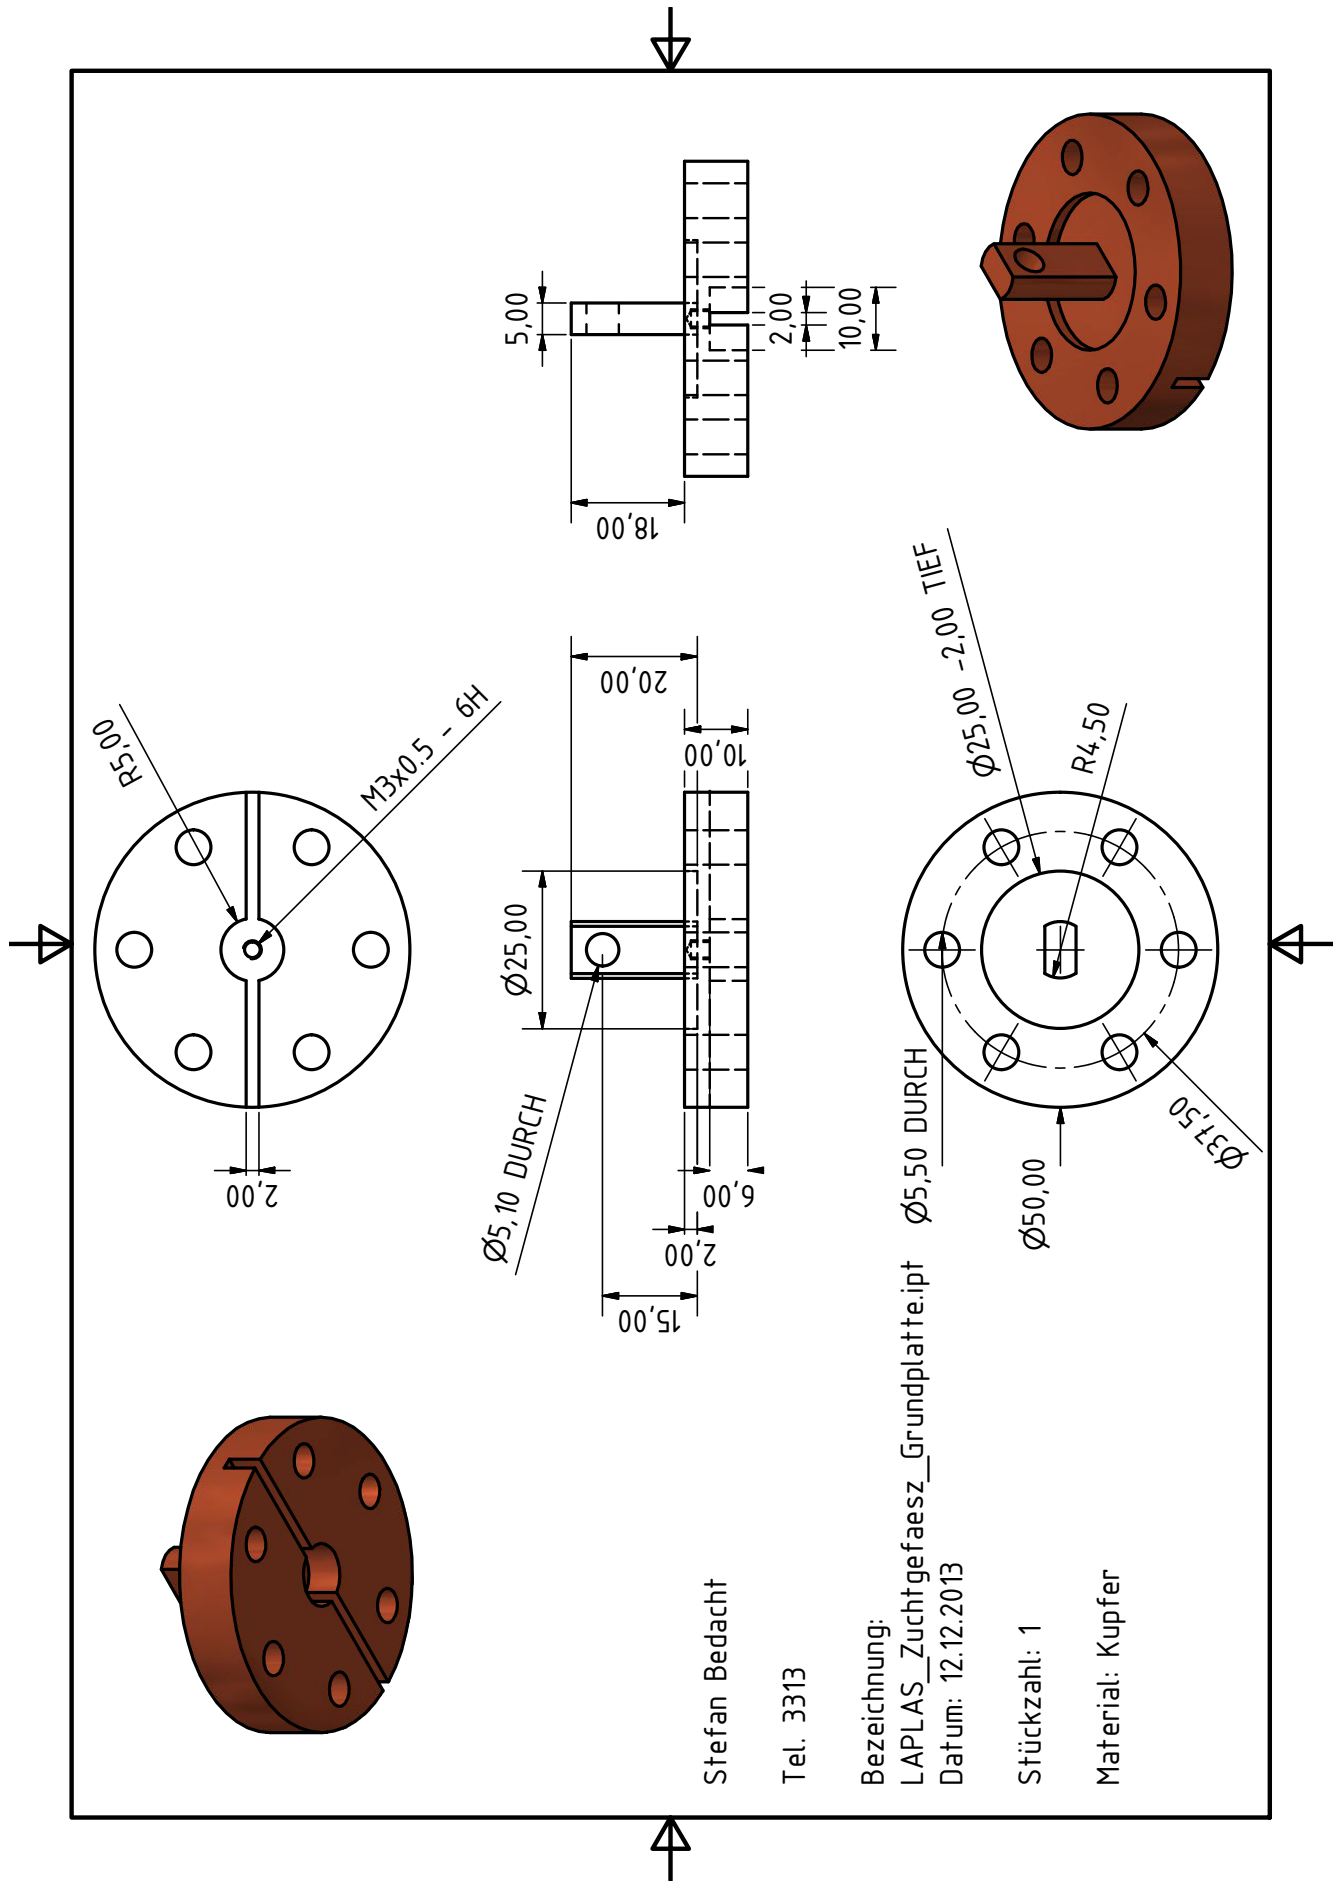 R5,00
M3x0.5 - 6H
2,00
5,00
18,00
2,00
10,00
20,00
10,00
Ø25,00
Ø5,10 DURCH
6,00
2,00
15,00
Ø25,00 -2,00 TIEF
R4,50
Ø5,50 DURCH
Ø50,00
Ø37,50
Stefan Bedacht
Tel. 3313
Bezeichnung:
LAPLAS_Zuchtgefaesz_Grundplatte.ipt
Datum: 12.12.2013
Stückzahl: 1
Material: Kupfer